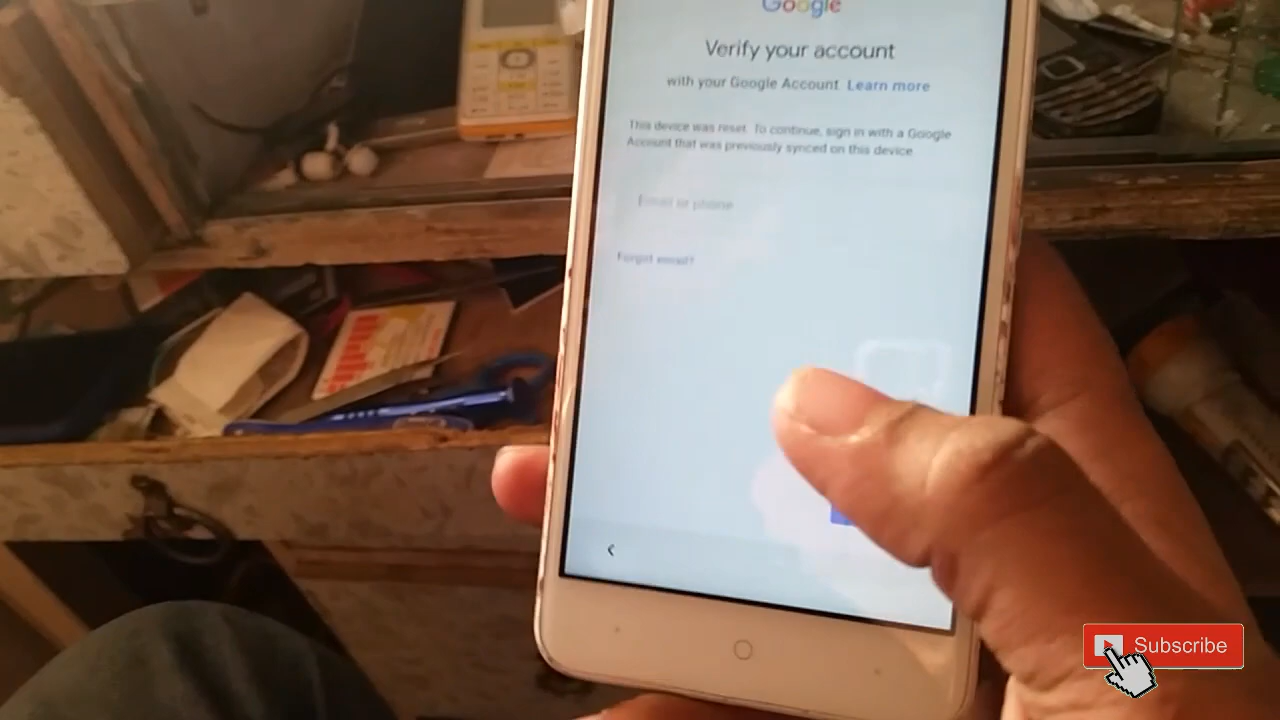 Google
Verify your account
with your Google Account. Learn more
This device was reset. To continue, sign in with a Google
Account that was previously synced on this device.
Email or phone
Forgot email?
Subscribe